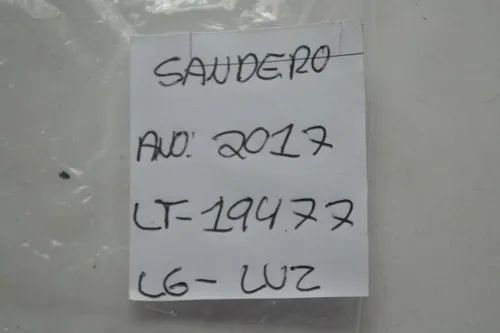 SANDERO
ANO: 2017
LT-19477
LG- LUZ